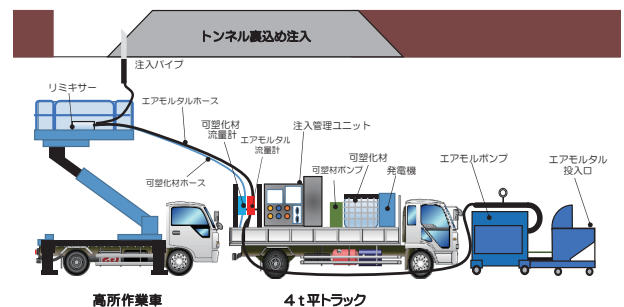 トンネル裏込め注入
注入パイプ
リミキサー
エアモルタルホース
可塑化材
流量計
エアモルタル
流量計
注入管理ユニット
可塑材ポンプ
可塑化材
発電機
エアモルポンプ
エアモルタル
投入口
可塑化材ホース
高所作業車
4t平トラック